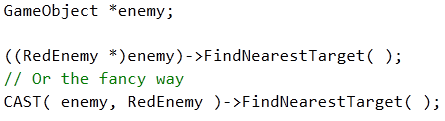 GameObject *enemy;
((RedEnemy *)enemy)->FindNearestTarget( );
// Or the fancy way
CAST( enemy, RedEnemy )->FindNearestTarget( );